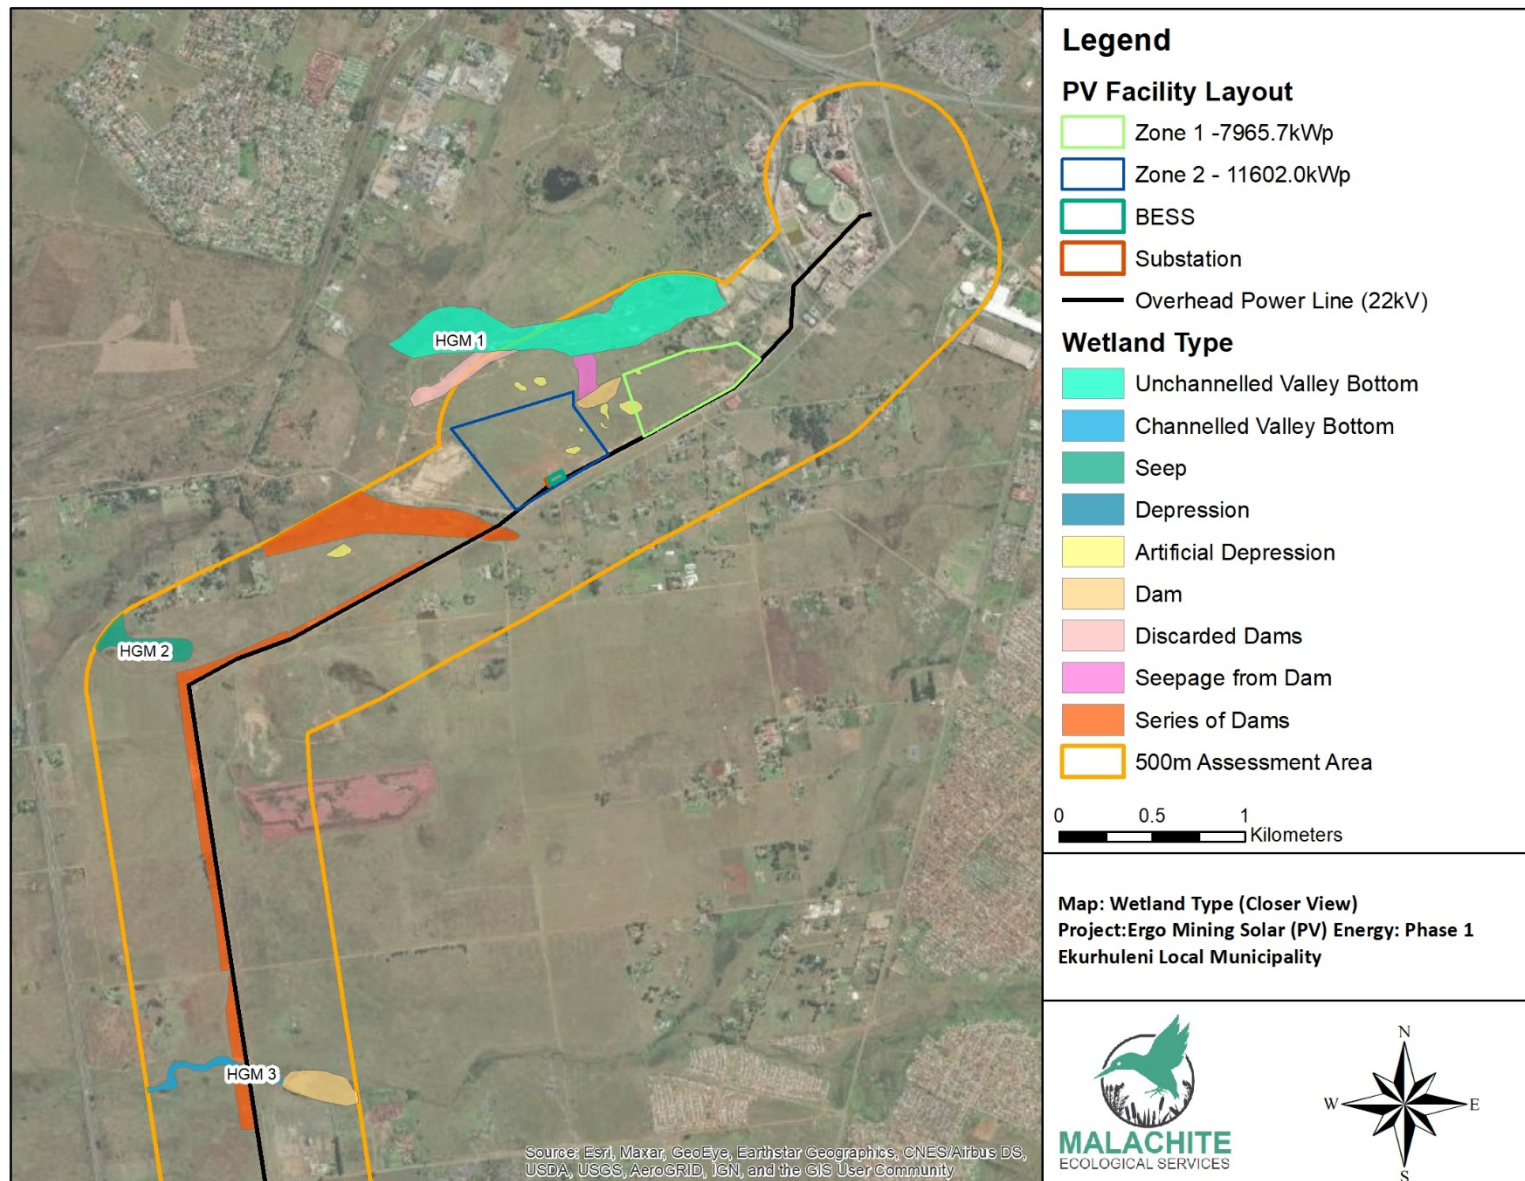 HGM 1
HGM 2
HGM 3
Source: Esri, Maxar, GeoEye, Earthstar Geographics, CNES/Airbus DS,
USDA, USGS, AeroGRID, IGN, and the GIS User Community
Legend
PV Facility Layout
Zone 1 -7965.7kWp
Zone 2 - 11602.0kWp
BESS
Substation
Overhead Power Line (22kV)
Wetland Type
Unchannelled Valley Bottom
Channelled Valley Bottom
Seep
Depression
Artificial Depression
Dam
Discarded Dams
Seepage from Dam
Series of Dams
500m Assessment Area
0 0.5 1
Kilometers
Map: Wetland Type (Closer View)
Project:Ergo Mining Solar (PV) Energy: Phase 1
Ekurhuleni Local Municipality
MALACHITE
ECOLOGICAL SERVICES
N
W E
S